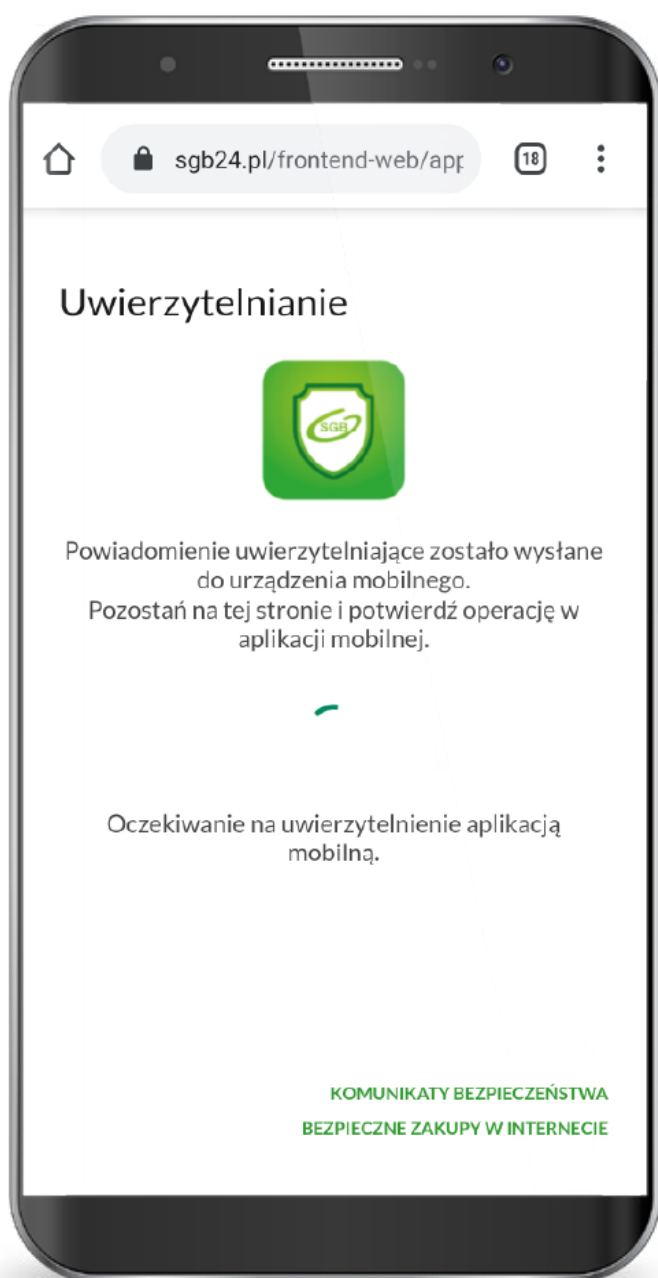 sgb24.pl/frontend-web/app
18
Uwierzytelnianie
SGB
Powiadomienie uwierzytelniające zostało wysłane
do urządzenia mobilnego.
Pozostań na tej stronie i potwierdź operację w
aplikacji mobilnej.
Oczekiwanie na uwierzytelnienie aplikacją
mobilną.
KOMUNIKATY BEZPIECZEŃSTWA
BEZPIECZNE ZAKUPY W INTERNECIE